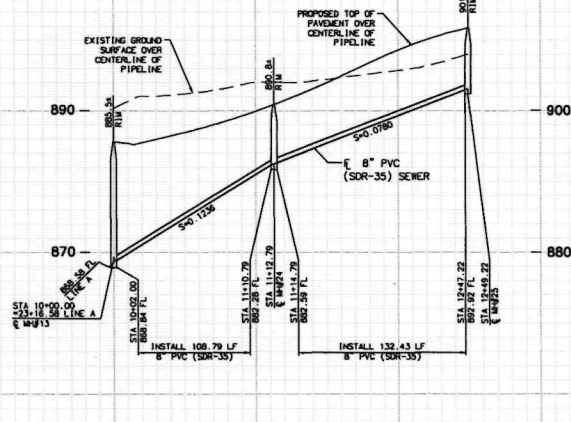 PROPOSED TOP OF
PAVEMENT OVER
CENTERLINE OF
PIPELINE
EXISTING GROUND
SURFACE OVER
CENTERLINE OF
PIPELINE
885.5±
RIM
890.8±
RIM
90
RIM
890
900
S=0.1236
S=0.0780
℄ 8" PVC
(SDR-35) SEWER
870
880
868.58 FL
LINE A
STA 10+00.00
=23+16.58 LINE A
℄ MH#13
STA 10+02.00
868.84 FL
STA 11+10.79
882.28 FL
STA 11+12.79
℄ MH#24
STA 11+14.79
882.59 FL
STA 12+47.22
892.92 FL
STA 12+49.22
℄ MH#25
INSTALL 108.79 LF
8" PVC (SDR-35)
INSTALL 132.43 LF
8" PVC (SDR-35)